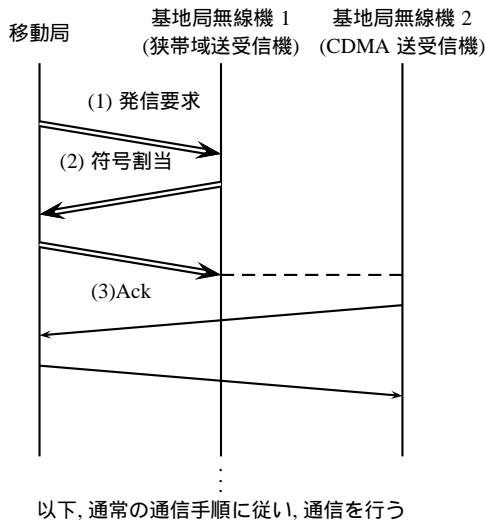 移動局
基地局無線機 1
(狭帯域送受信機)
基地局無線機 2
(CDMA 送受信機)
(1) 発信要求
(2) 符号割当
(3)Ack
以下, 通常の通信手順に従い, 通信を行う